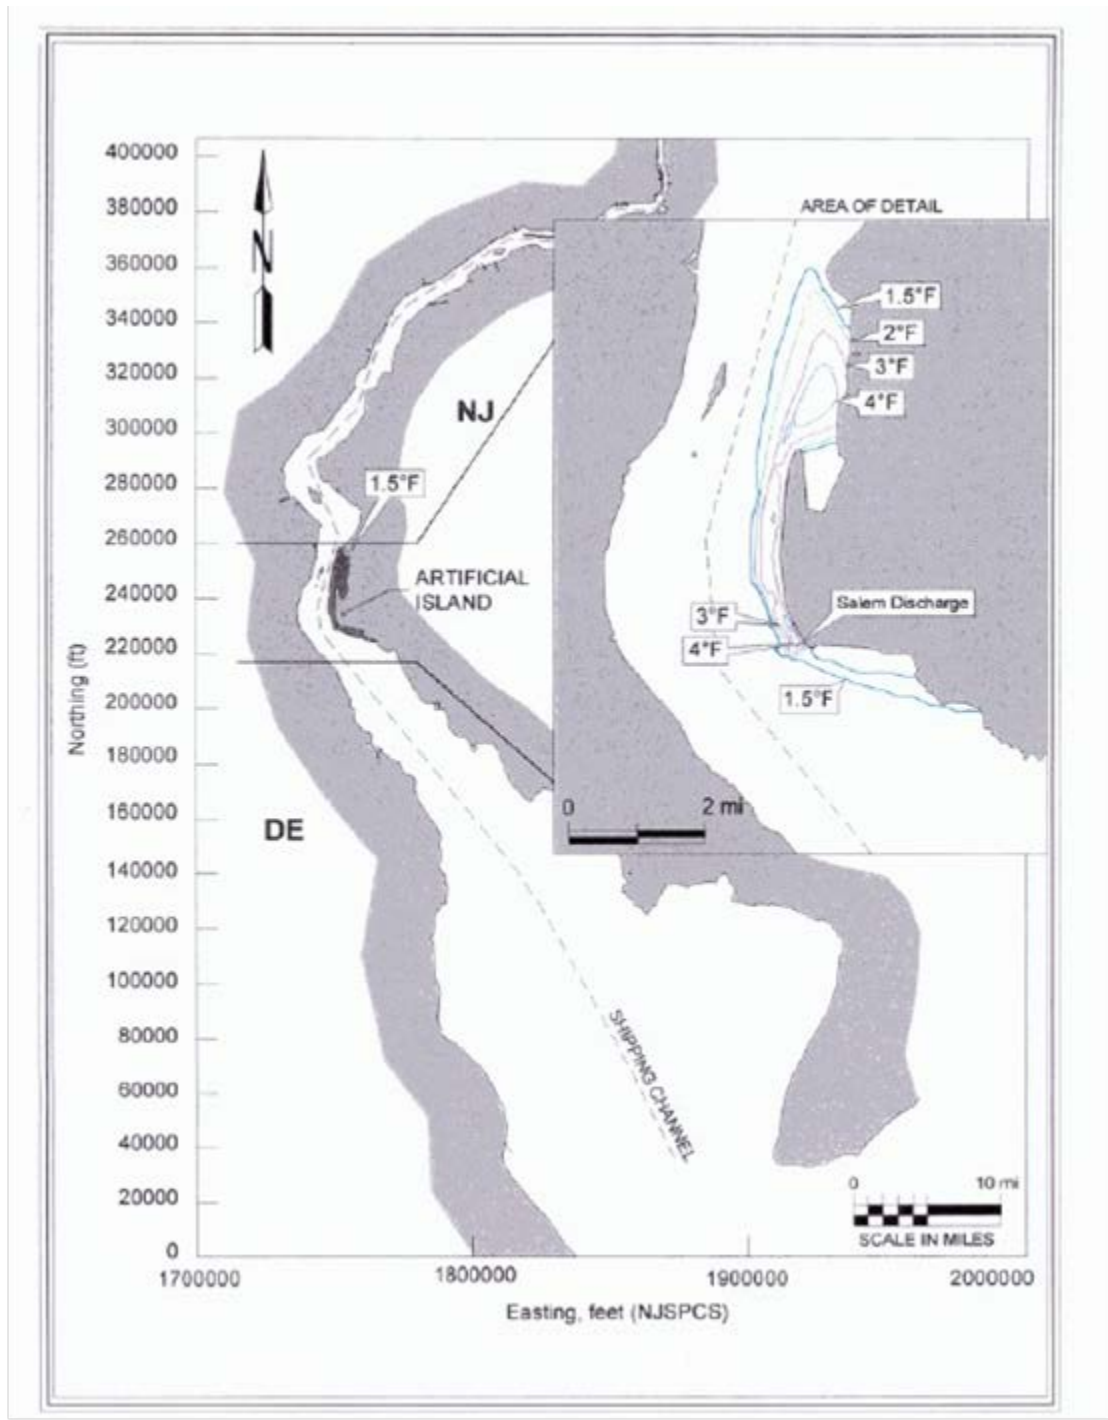 400000
380000
360000
340000
320000
300000
280000
260000
240000
220000
200000
180000
160000
140000
120000
100000
80000
60000
40000
20000
0
Northing (ft)
N
NJ
1.5°F
ARTIFICIAL
ISLAND
DE
SHIPPING CHANNEL
AREA OF DETAIL
1.5°F
2°F
3°F
4°F
Salem Discharge
3°F
4°F
1.5°F
0 2 mi
0 10 mi
SCALE IN MILES
1700000 1800000 1900000 2000000
Easting, feet (NJSPCS)